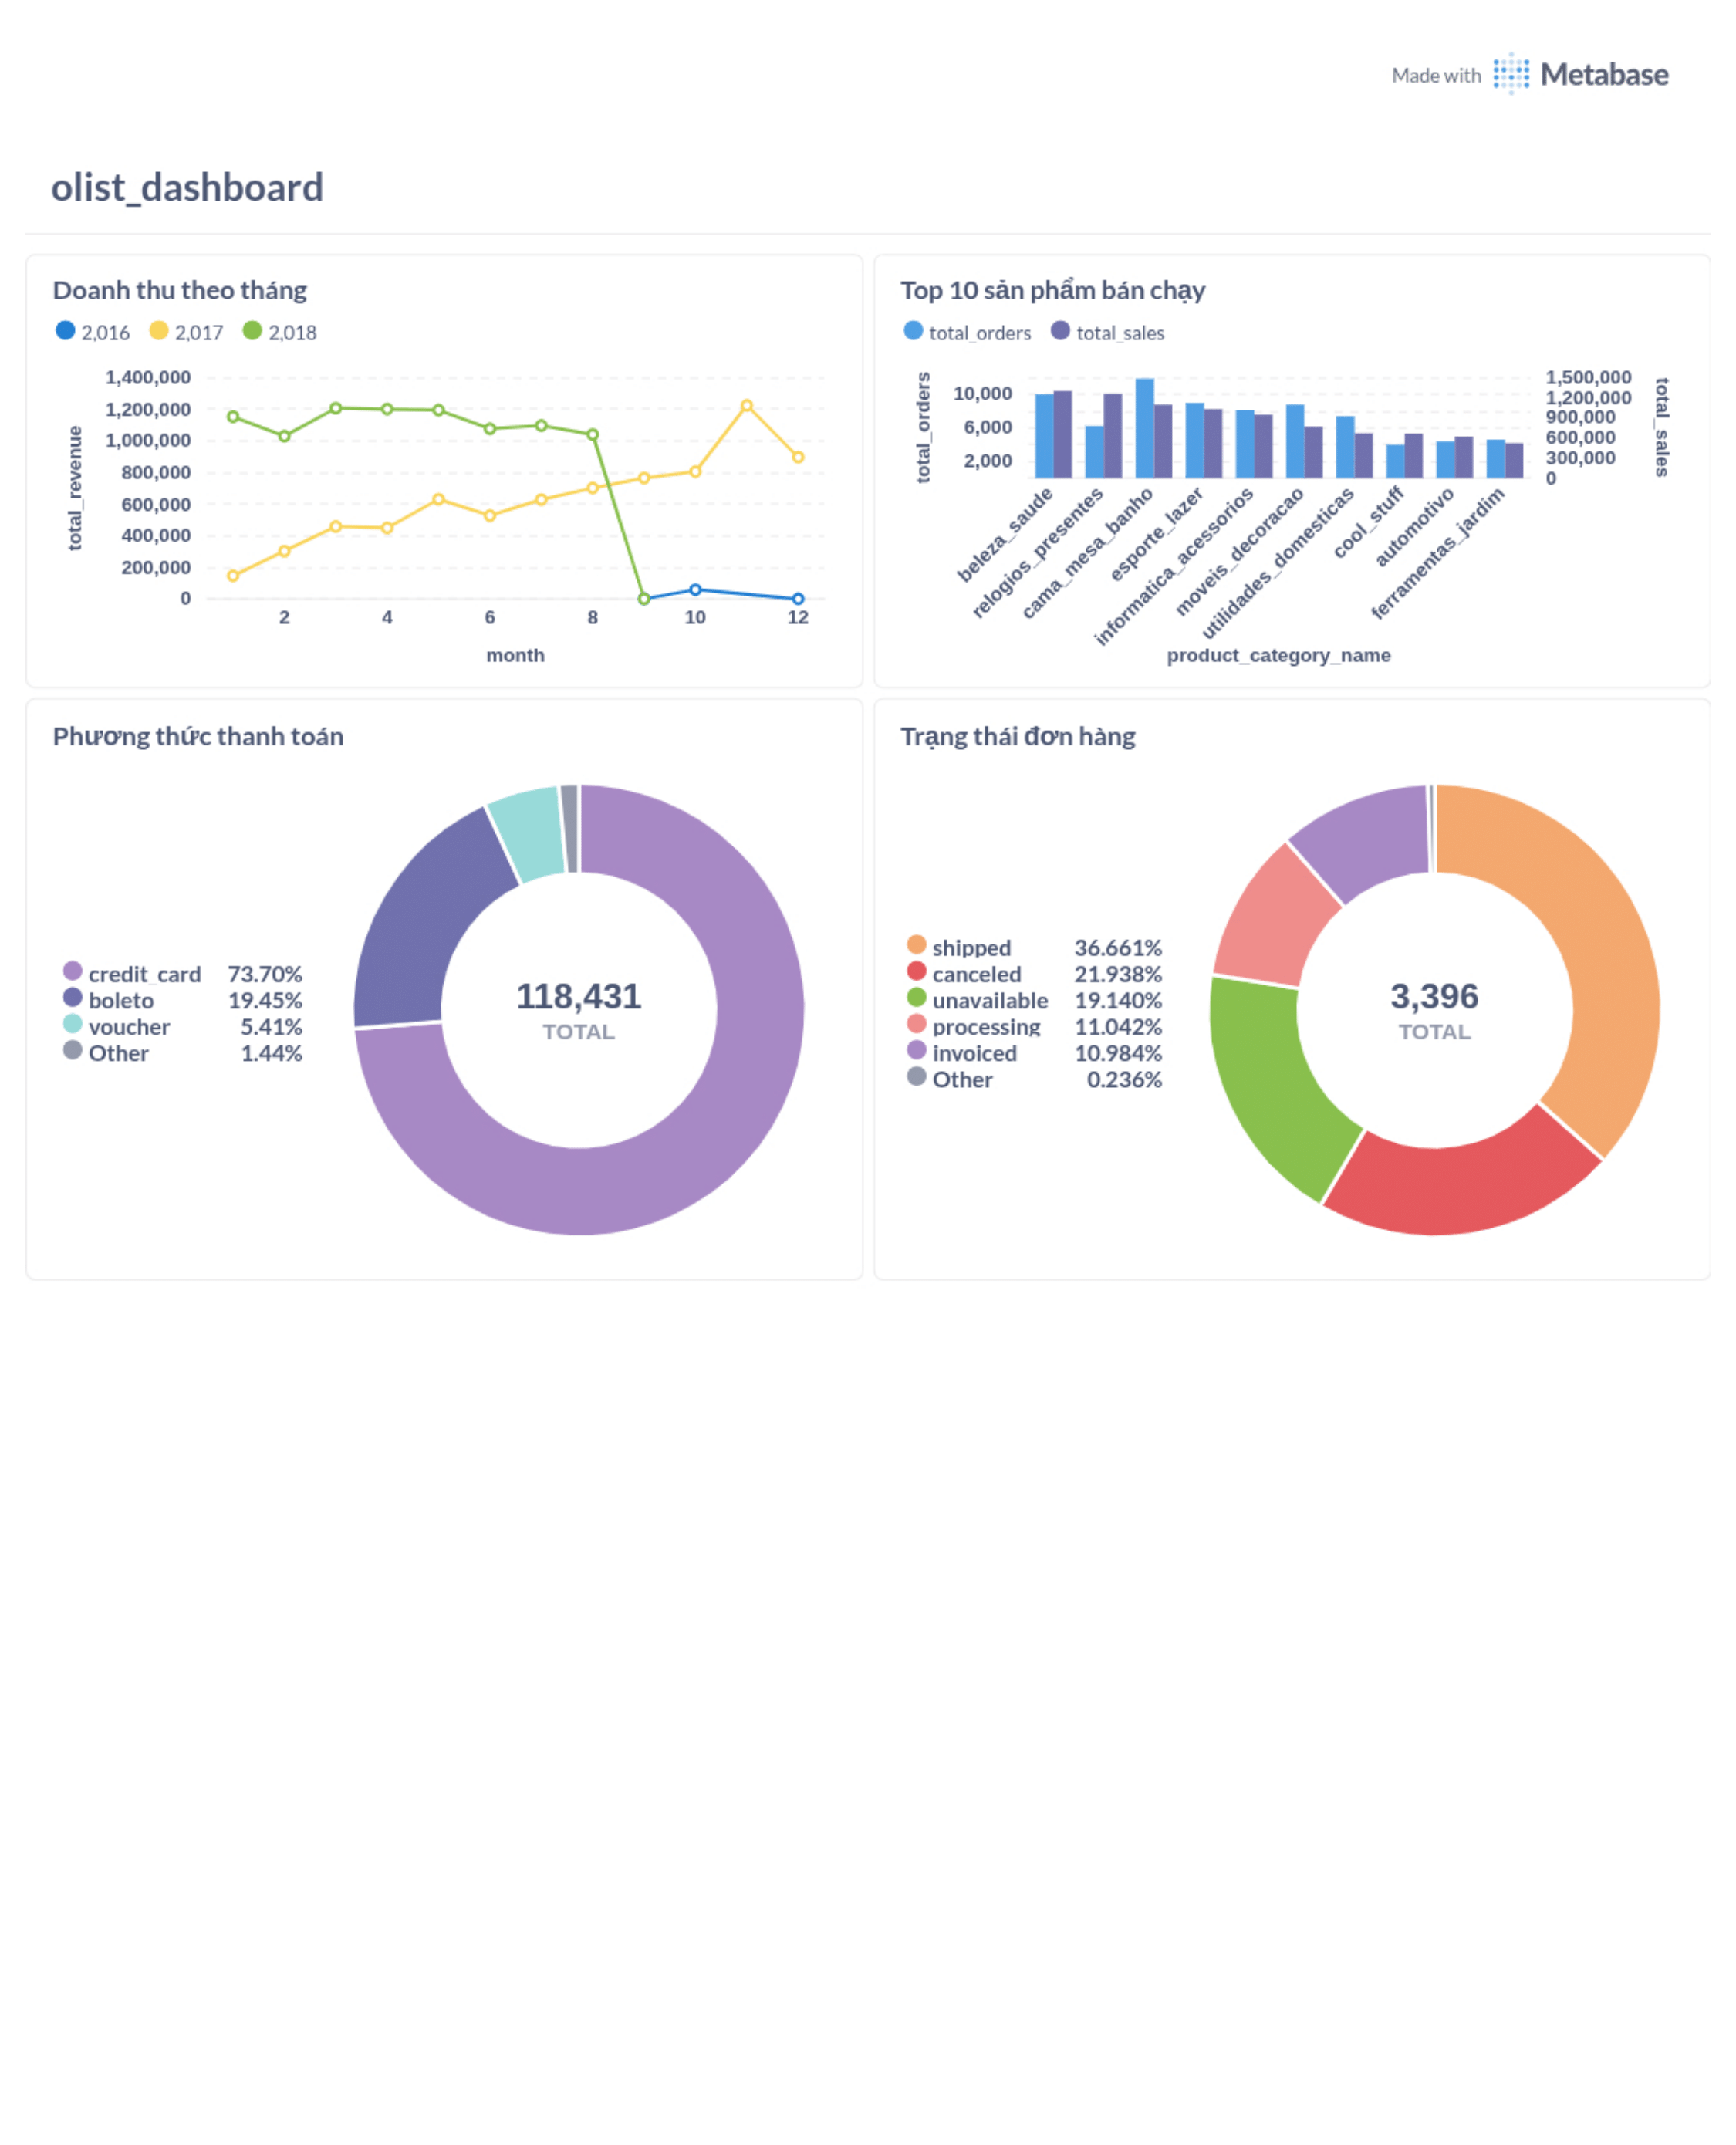 Made with Metabase
olist_dashboard
Doanh thu theo tháng
2,016 2,017 2,018
total_revenue
1,400,000
1,200,000
1,000,000
800,000
600,000
400,000
200,000
0
2 4 6 8 10 12
month
Top 10 sản phẩm bán chạy
total_orders total_sales
total_orders
10,000
6,000
2,000
1,500,000
1,200,000
900,000
600,000
300,000
0
total_sales
beleza_saude
relogios_presentes
cama_mesa_banho
esporte_lazer
informatica_acessorios
moveis_decoracao
utilidades_domesticas
cool_stuff
automotivo
ferramentas_jardim
product_category_name
Phương thức thanh toán
credit_card 73.70%
boleto 19.45%
voucher 5.41%
Other 1.44%
118,431
TOTAL
Trạng thái đơn hàng
shipped 36.661%
canceled 21.938%
unavailable 19.140%
processing 11.042%
invoiced 10.984%
Other 0.236%
3,396
TOTAL